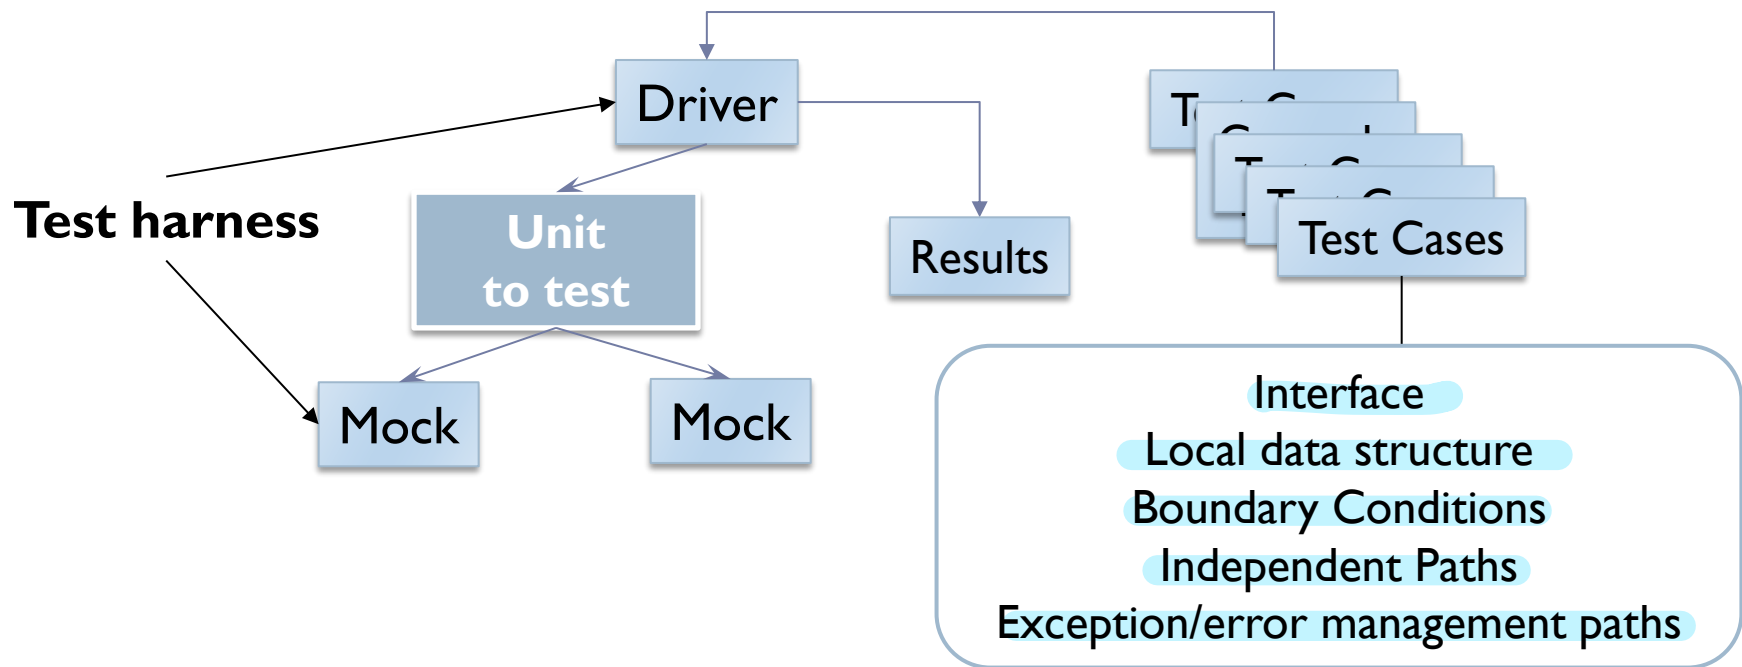 Driver
Test harness
Unit
to test
Results
Test Cases
Mock
Mock
Interface
Local data structure
Boundary Conditions
Independent Paths
Exception/error management paths